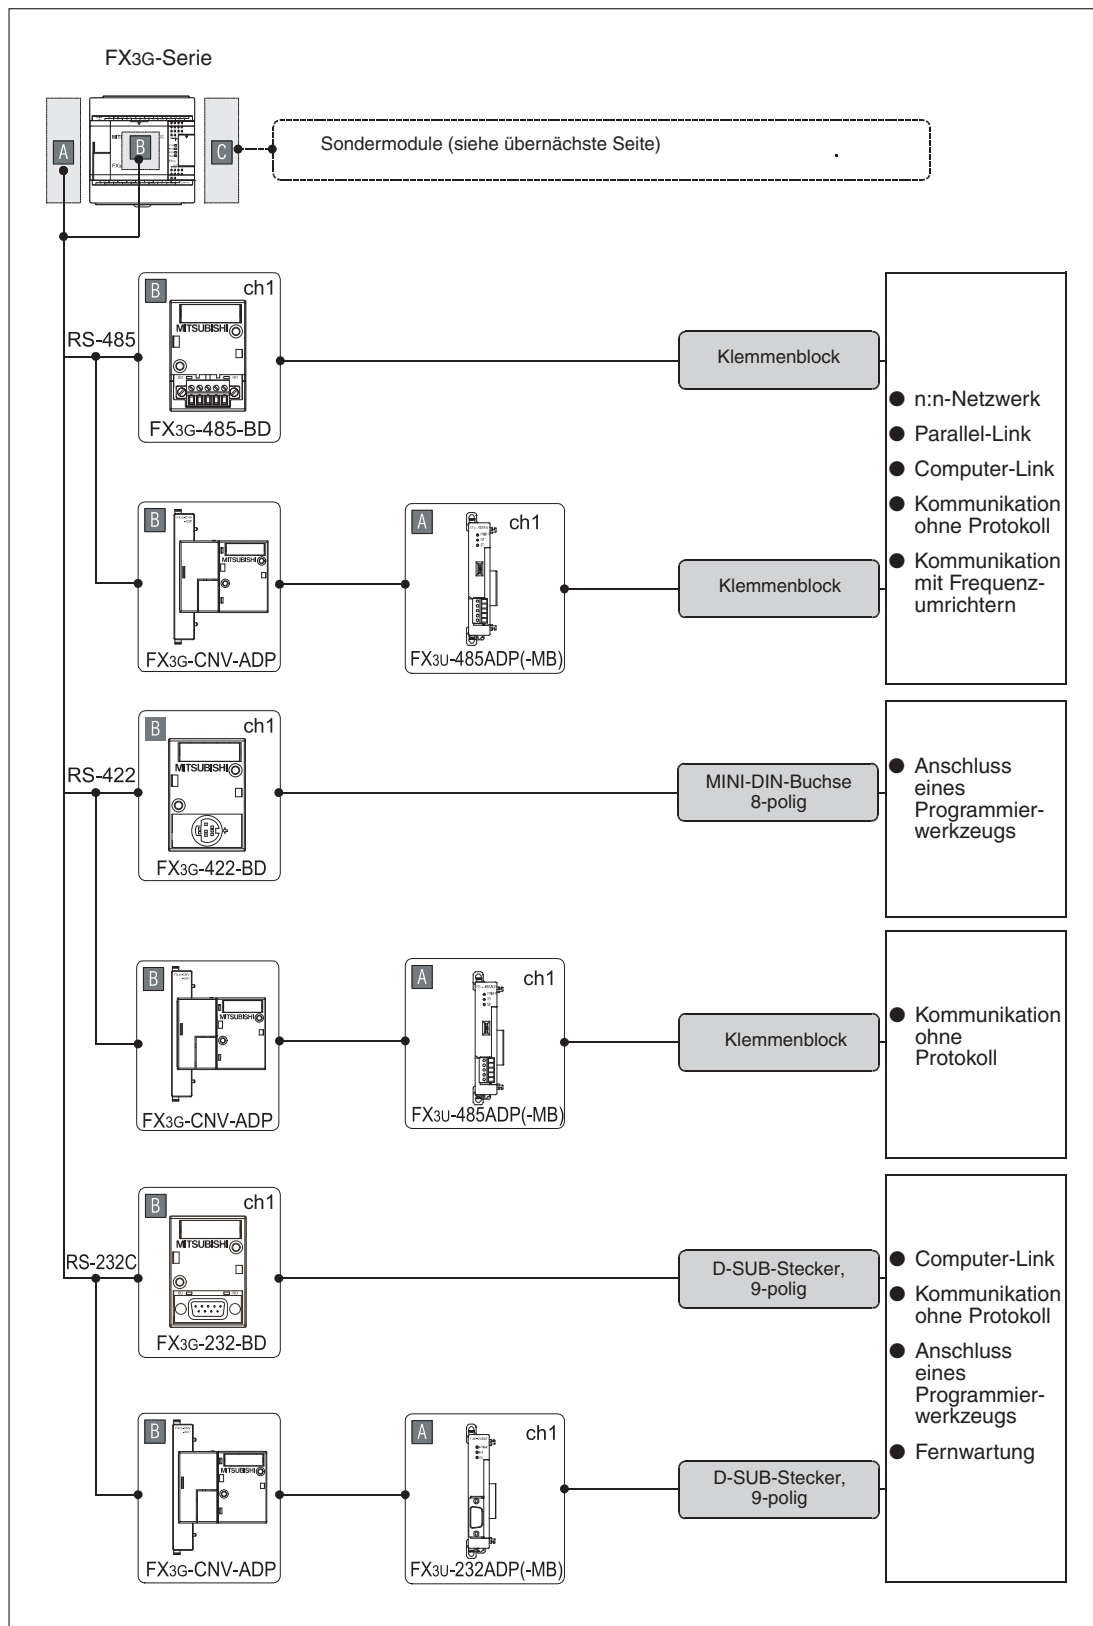 FX3G-Serie
A
B
C
Sondermodule (siehe übernächste Seite)
B
ch1
MITSUBISHI
RS-485
FX3G-485-BD
Klemmenblock
B
MITSUBISHI
FX3G-CNV-ADP
A
ch1
FX3U-485ADP(-MB)
Klemmenblock
● n:n-Netzwerk
● Parallel-Link
● Computer-Link
● Kommunikation
ohne Protokoll
● Kommunikation
mit Frequenz-
umrichtern
B
ch1
MITSUBISHI
RS-422
FX3G-422-BD
MINI-DIN-Buchse
8-polig
● Anschluss
eines
Programmier-
werkzeugs
B
MITSUBISHI
FX3G-CNV-ADP
A
ch1
FX3U-485ADP(-MB)
Klemmenblock
● Kommunikation
ohne
Protokoll
B
ch1
MITSUBISHI
RS-232C
FX3G-232-BD
D-SUB-Stecker,
9-polig
B
MITSUBISHI
FX3G-CNV-ADP
A
ch1
FX3U-232ADP(-MB)
D-SUB-Stecker,
9-polig
● Computer-Link
● Kommunikation
ohne Protokoll
● Anschluss
eines
Programmier-
werkzeugs
● Fernwartung